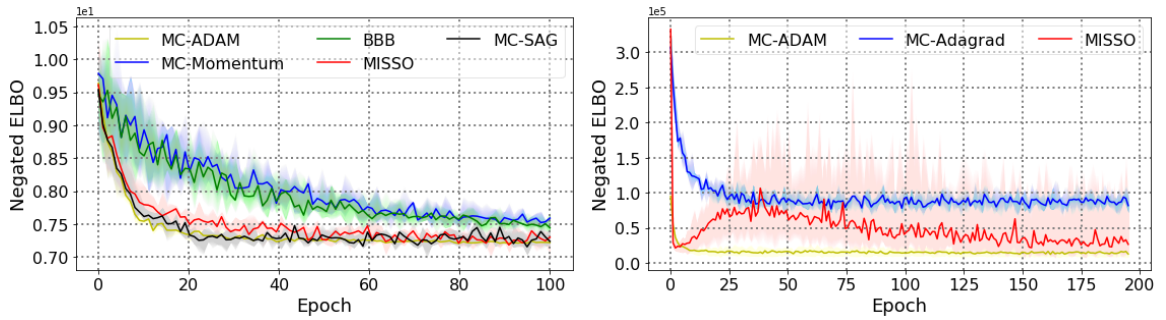 1e1
MC-ADAM BBB MC-SAG
MC-Momentum MISSO
Negated ELBO
1.05
1.00
0.95
0.90
0.85
0.80
0.75
0.70
0 20 40 60 80 100
Epoch
1e5
MC-ADAM MC-Adagrad MISSO
Negated ELBO
3.0
2.5
2.0
1.5
1.0
0.5
0.0
0 25 50 75 100 125 150 175 200
Epoch